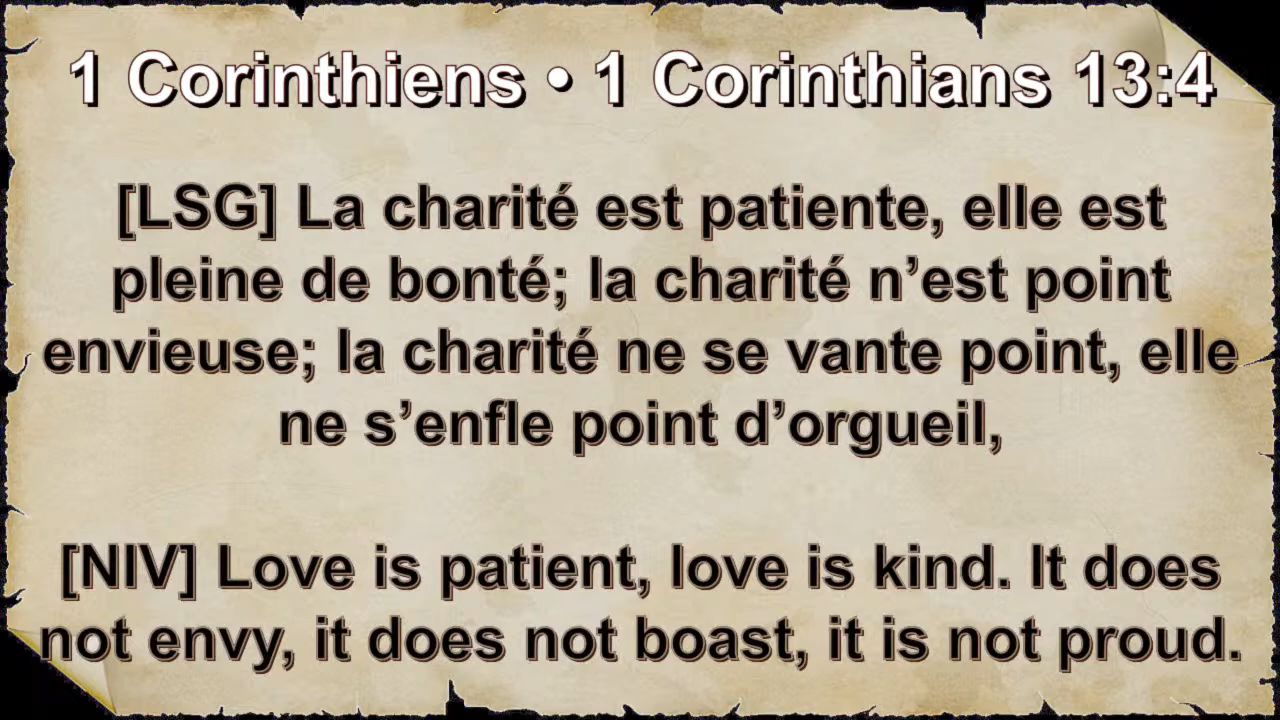 1 Corinthiens • 1 Corinthians 13:4
[LSG] La charité est patiente, elle est
pleine de bonté; la charité n’est point
envieuse; la charité ne se vante point, elle
ne s’enfle point d’orgueil,
[NIV] Love is patient, love is kind. It does
not envy, it does not boast, it is not proud.